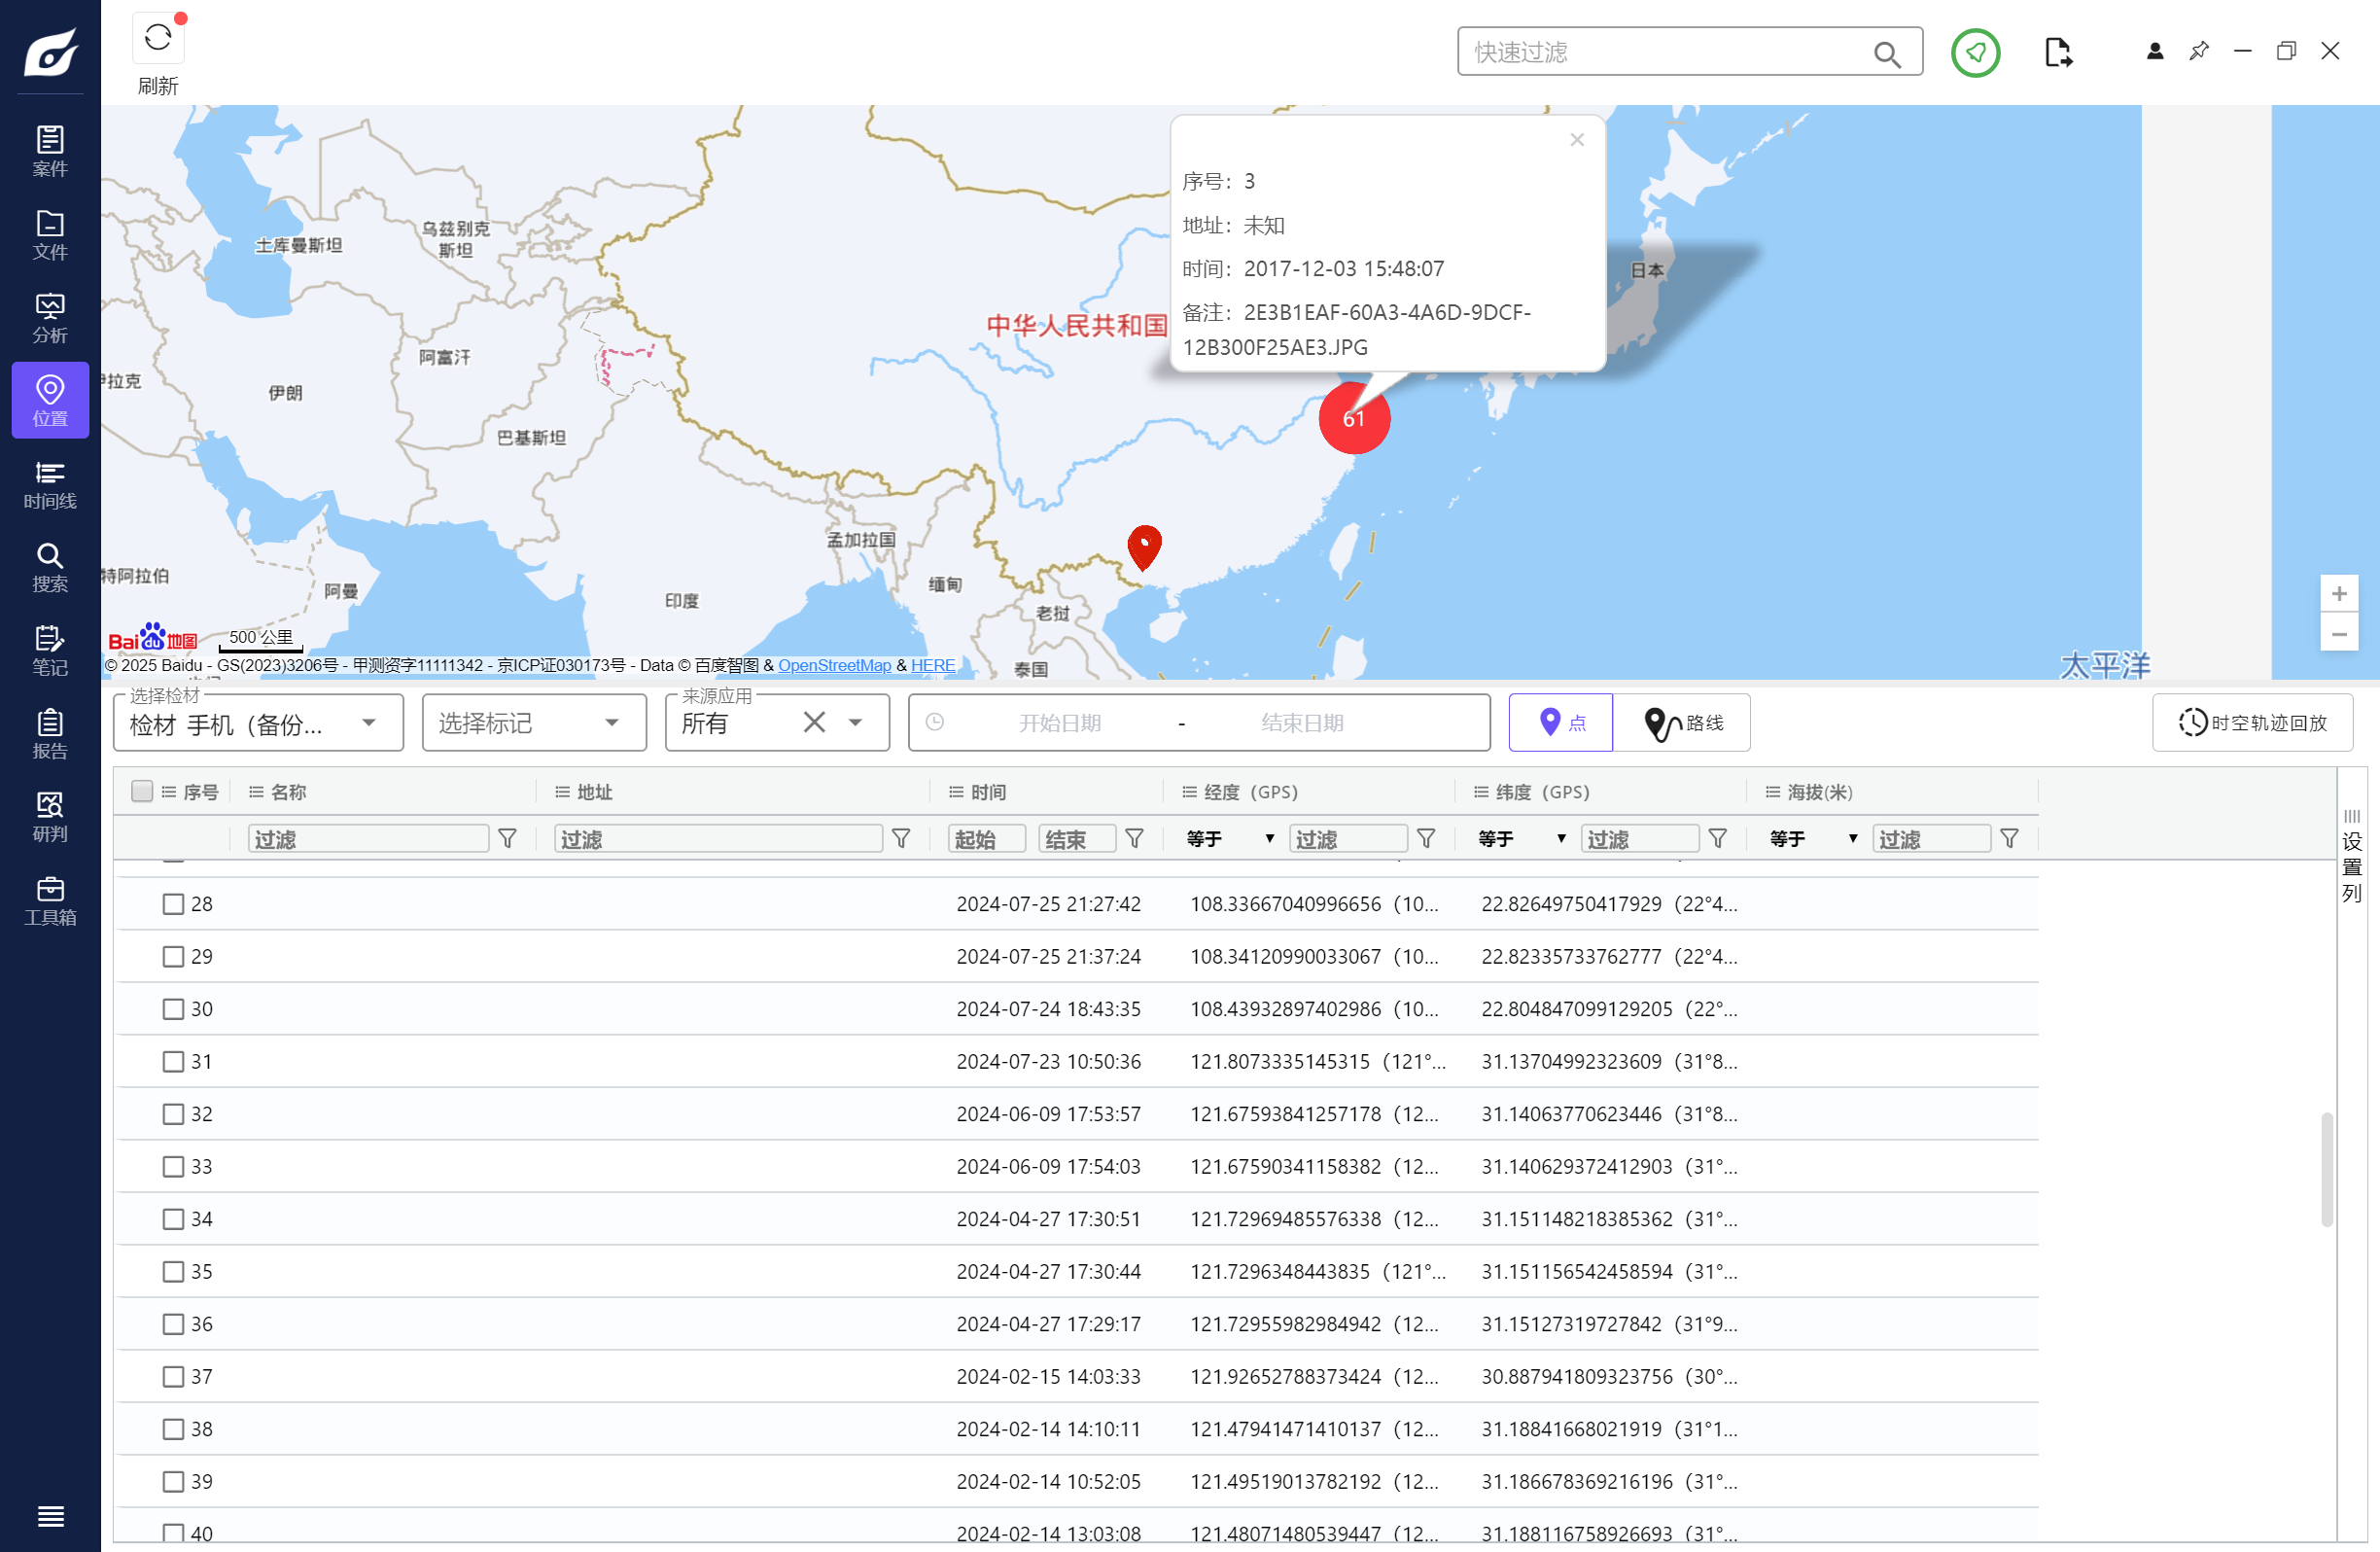 刷新
快速过滤
案件
文件
分析
位置
时间线
搜索
笔记
报告
研判
工具箱
序号：3
地址：未知
时间：2017-12-03 15:48:07
备注：2E3B1EAF-60A3-4A6D-9DCF-
12B300F25AE3.JPG
61
土库曼斯坦
乌兹别克
斯坦
日本
中华人民共和国
阿富汗
伊拉克
伊朗
巴基斯坦
孟加拉国
特阿拉伯
阿曼
印度
缅甸
老挝
泰国
太平洋
Bai du 地图
500 公里
© 2025 Baidu - GS(2023)3206号 - 甲测资字11111342 - 京ICP证030173号 - Data © 百度智图 & OpenStreetMap & HERE
选择检材
检材 手机（备份...
选择标记
来源应用
所有
开始日期 - 结束日期
点
路线
时空轨迹回放
序号 名称 地址 时间 经度（GPS） 纬度（GPS） 海拔(米)
过滤 过滤 起始 结束 等于 ▼ 过滤 等于 ▼ 过滤 等于 ▼ 过滤
设置列
28 2024-07-25 21:27:42 108.33667040996656（10... 22.82649750417929（22°4...
29 2024-07-25 21:37:24 108.34120990033067（10... 22.82335733762777（22°4...
30 2024-07-24 18:43:35 108.43932897402986（10... 22.804847099129205（22°...
31 2024-07-23 10:50:36 121.8073335145315（121°... 31.13704992323609（31°8...
32 2024-06-09 17:53:57 121.67593841257178（12... 31.14063770623446（31°8...
33 2024-06-09 17:54:03 121.67590341158382（12... 31.140629372412903（31°...
34 2024-04-27 17:30:51 121.72969485576338（12... 31.151148218385362（31°...
35 2024-04-27 17:30:44 121.7296348443835（121°... 31.151156542458594（31°...
36 2024-04-27 17:29:17 121.72955982984942（12... 31.15127319727842（31°9...
37 2024-02-15 14:03:33 121.92652788373424（12... 30.887941809323756（30°...
38 2024-02-14 14:10:11 121.47941471410137（12... 31.18841668021919（31°1...
39 2024-02-14 10:52:05 121.49519013782192（12... 31.186678369216196（31°...
40 2024-02-14 13:03:08 121.48071480539447（12... 31.188116758926693（31°...